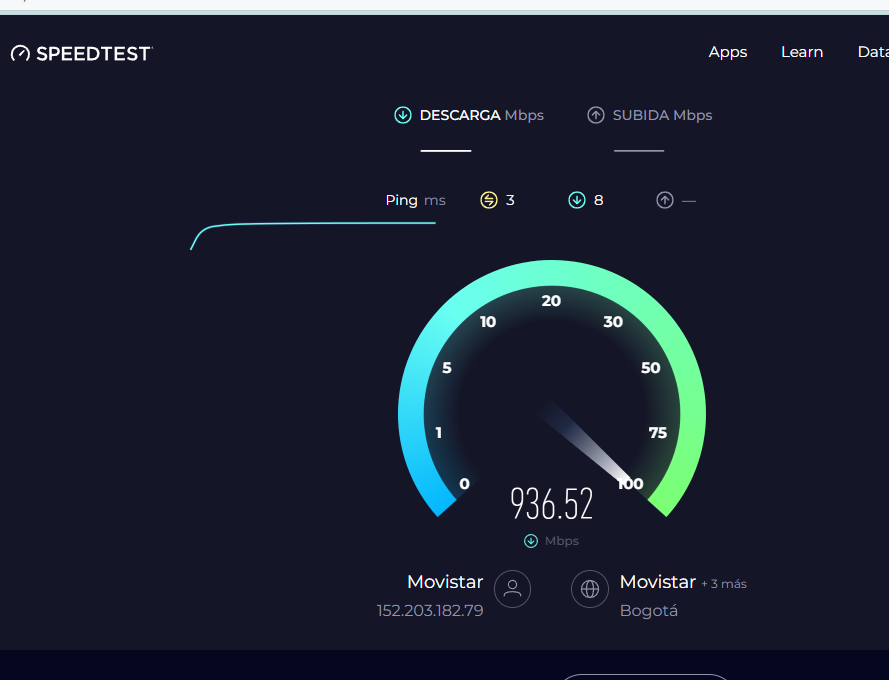 SPEEDTEST
Apps Learn Data
DESCARGA Mbps SUBIDA Mbps
Ping ms 3 8 —
0
1
5
10
20
30
50
75
100
936.52
Mbps
Movistar
152.203.182.79
Movistar + 3 más
Bogotá